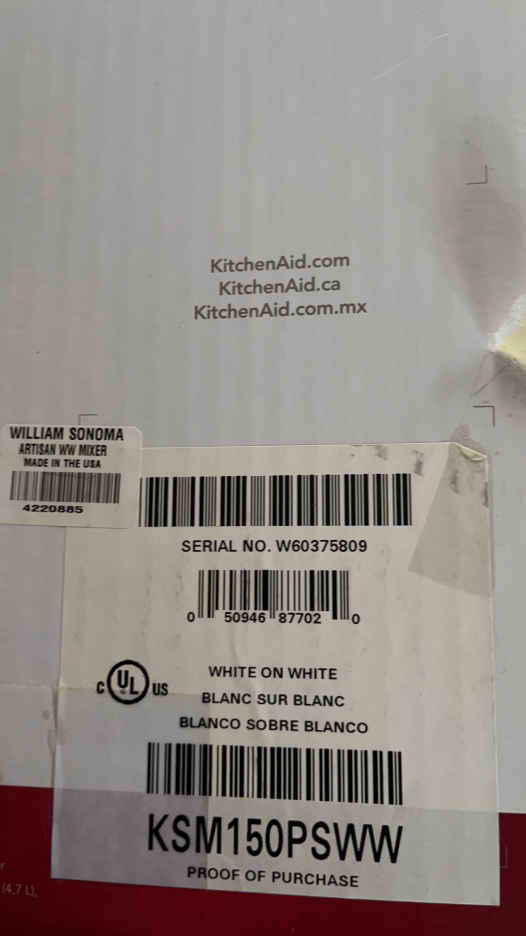 KitchenAid.com
KitchenAid.ca
KitchenAid.com.mx
WILLIAM SONOMA
ARTISAN WW MIXER
MADE IN THE USA
4220885
SERIAL NO. W60375809
0 50946 87702 0
C UL US
WHITE ON WHITE
BLANC SUR BLANC
BLANCO SOBRE BLANCO
KSM150PSWW
PROOF OF PURCHASE
(4,7 L),